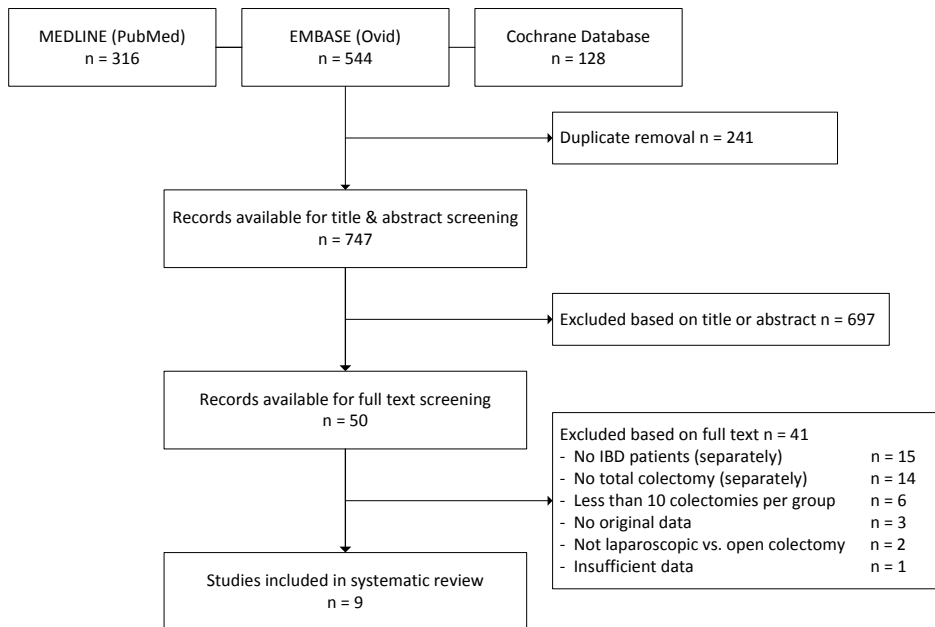 MEDLINE (PubMed)
n = 316
EMBASE (Ovid)
n = 544
Cochrane Database
n = 128
Duplicate removal n = 241
Records available for title & abstract screening
n = 747
Excluded based on title or abstract n = 697
Records available for full text screening
n = 50
Excluded based on full text n = 41
- No IBD patients (separately) n = 15
- No total colectomy (separately) n = 14
- Less than 10 colectomies per group n = 6
- No original data n = 3
- Not laparoscopic vs. open colectomy n = 2
- Insufficient data n = 1
Studies included in systematic review
n = 9